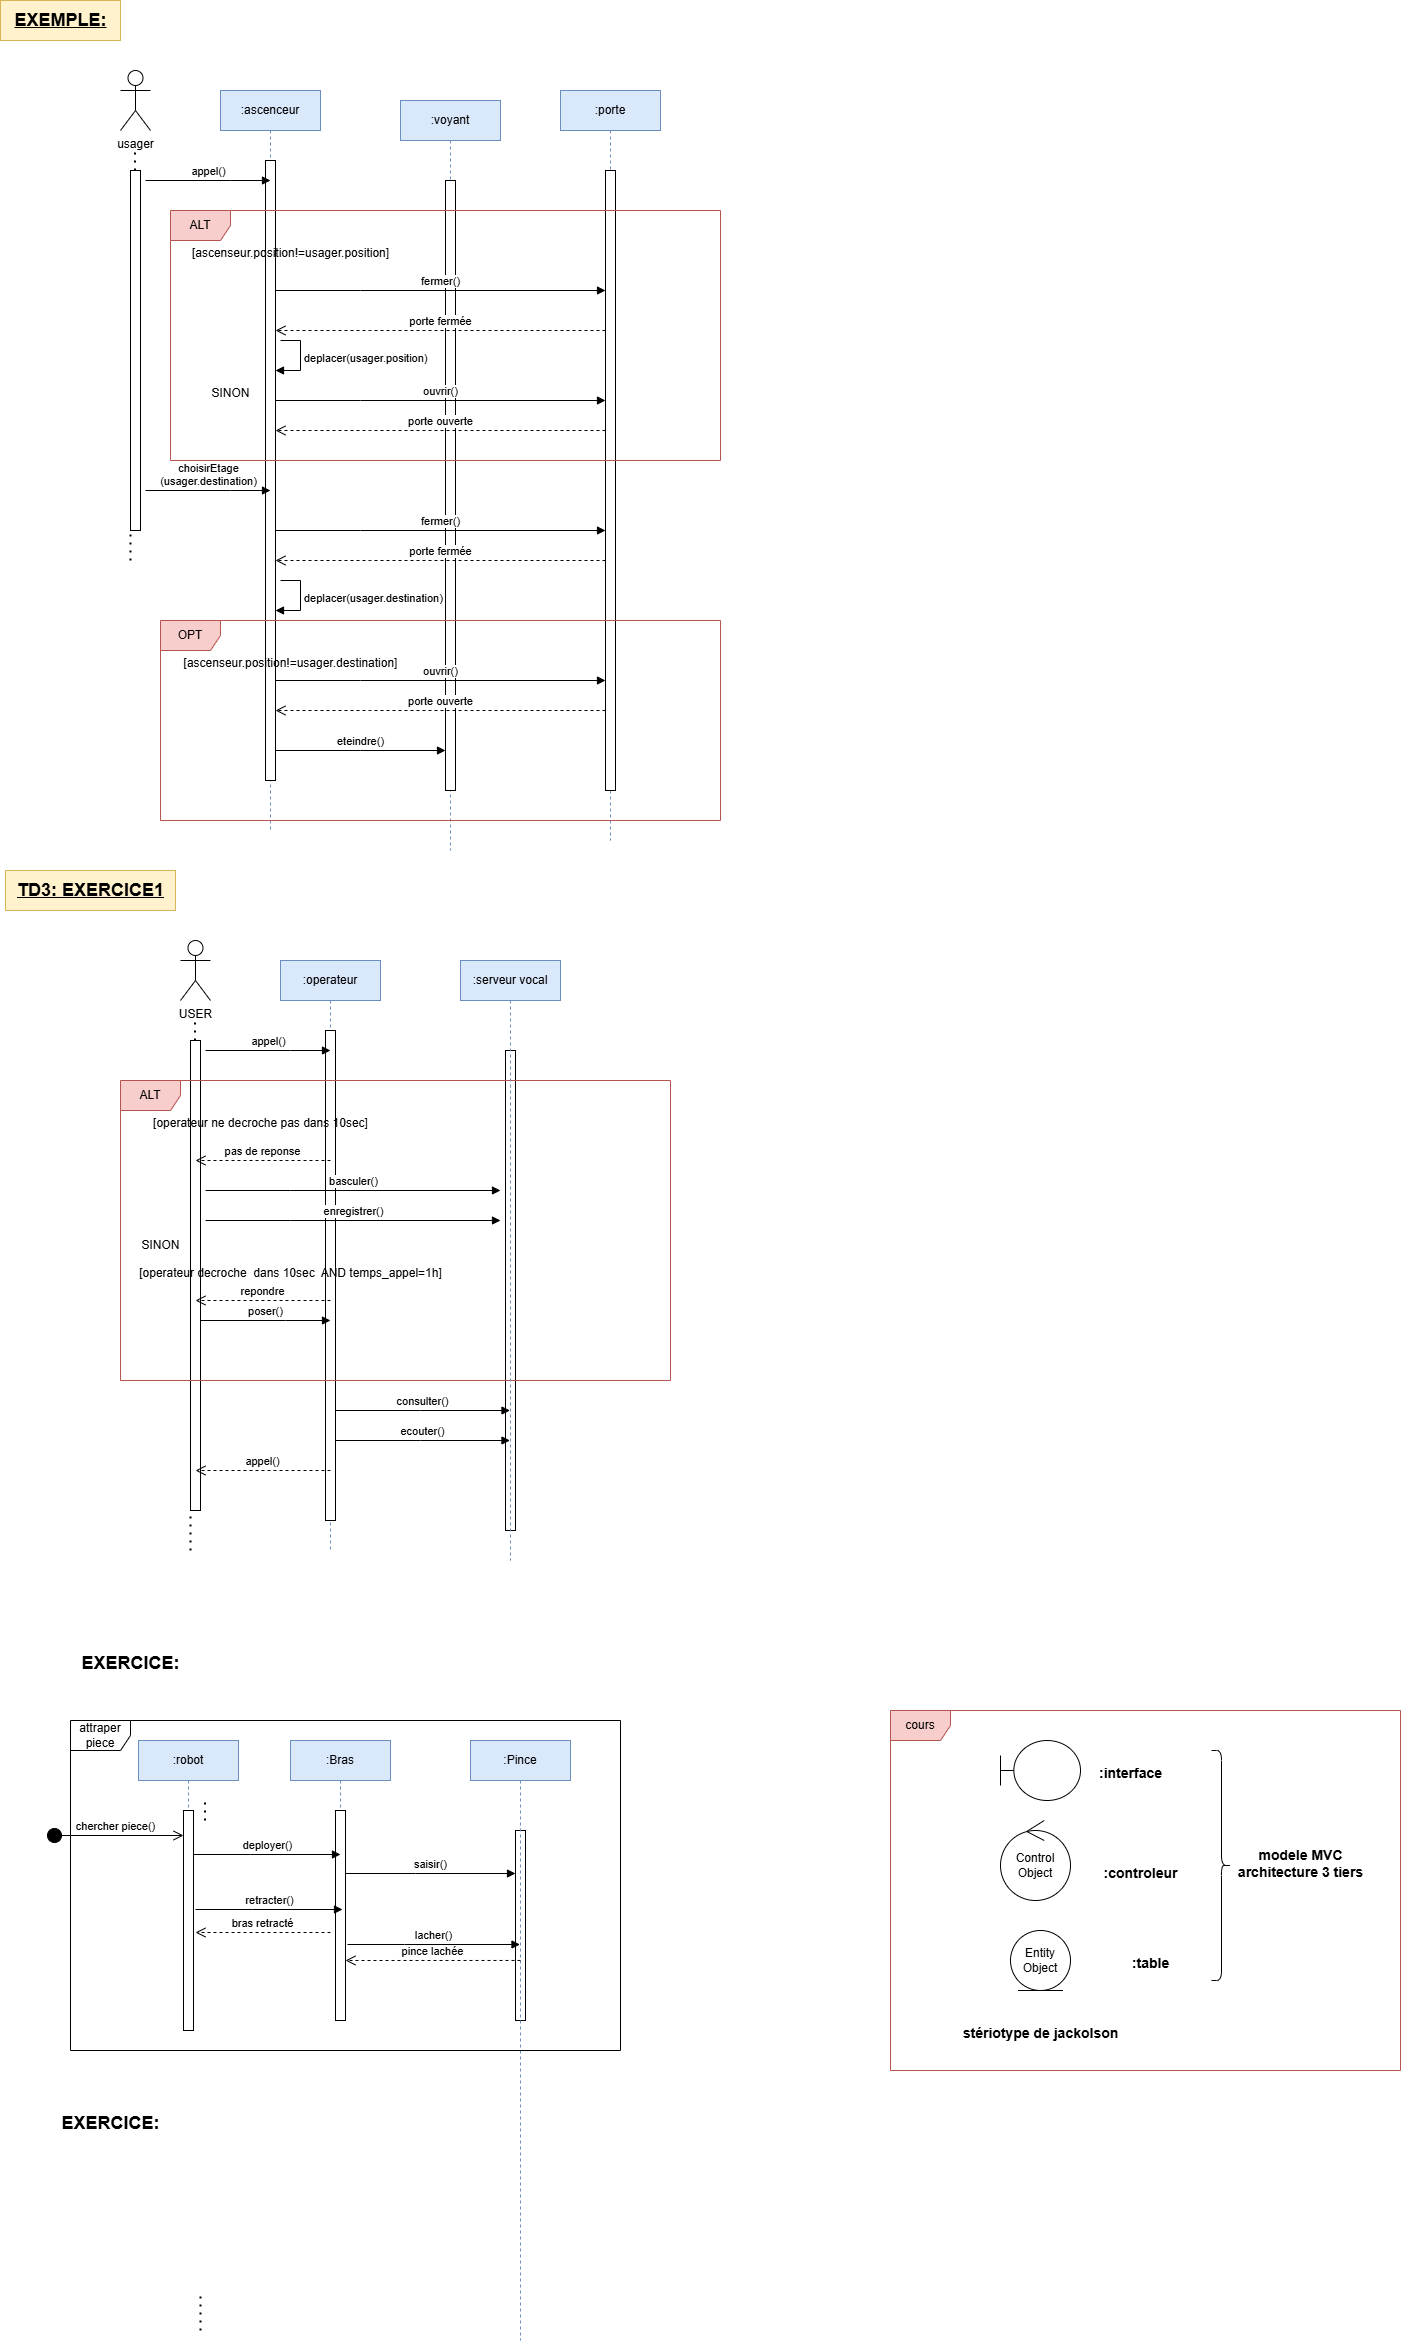 EXEMPLE:
usager
:ascenceur
:voyant
:porte
appel()
ALT
[ascenseur.position!=usager.position]
fermer()
porte fermée
deplacer(usager.position)
SINON
ouvrir()
porte ouverte
choisirEtage
(usager.destination)
fermer()
porte fermée
deplacer(usager.destination)
OPT
[ascenseur.position!=usager.destination]
ouvrir()
porte ouverte
eteindre()
TD3: EXERCICE1
USER
:operateur
:serveur vocal
appel()
ALT
[operateur ne decroche pas dans 10sec]
pas de reponse
basculer()
enregistrer()
SINON
[operateur decroche  dans 10sec  AND temps_appel=1h]
repondre
poser()
consulter()
ecouter()
appel()
EXERCICE:
attraper
piece
:robot
:Bras
:Pince
chercher piece()
deployer()
saisir()
retracter()
bras retracté
lacher()
pince lachée
cours
:interface
Control
Object
:controleur
modele MVC
architecture 3 tiers
Entity
Object
:table
stériotype de jackolson
EXERCICE: